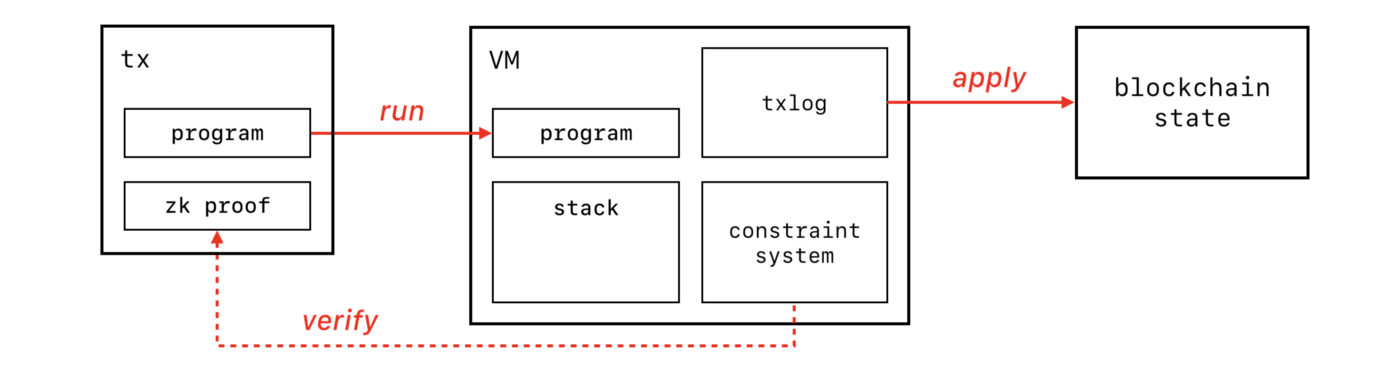 tx
program
zk proof
run
VM
program
stack
txlog
constraint
system
apply
blockchain
state
verify